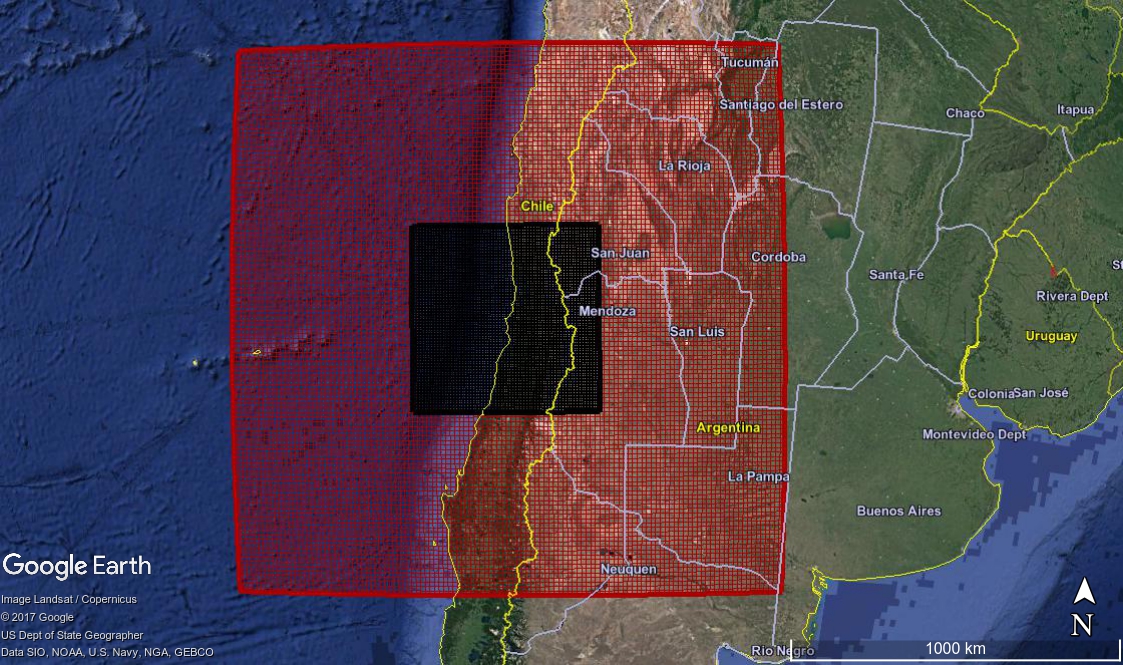 Tucumán
Santiago del Estero
Chaco
Itapua
La Rioja
Chile
San Juan
Cordoba
St
Santa Fe
Rivera Dept
Mendoza
San Luis
Uruguay
Colonia
San José
Argentina
Montevideo Dept
La Pampa
Buenos Aires
Google Earth
Neuquen
Image Landsat / Copernicus
© 2017 Google
US Dept of State Geographer
Data SIO, NOAA, U.S. Navy, NGA, GEBCO
N
Rio Negro
1000 km